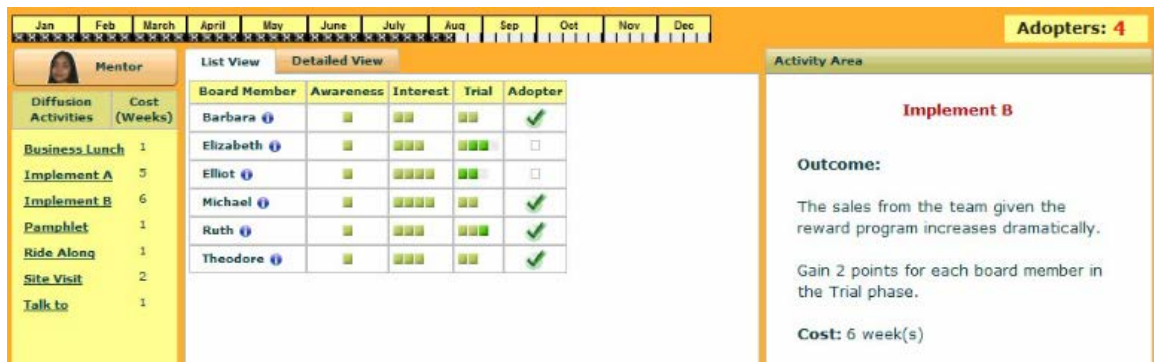 Jan Feb March April May June July Aug Sep Oct Nov Dec
Adopters: 4
Mentor
Diffusion Activities Cost (Weeks)
Business Lunch 1
Implement A 5
Implement B 6
Pamphlet 1
Ride Along 1
Site Visit 2
Talk to 1
List View Detailed View
Board Member Awareness Interest Trial Adopter
Barbara
Elizabeth
Elliot
Michael
Ruth
Theodore
Activity Area
Implement B
Outcome:
The sales from the team given the
reward program increases dramatically.
Gain 2 points for each board member in
the Trial phase.
Cost: 6 week(s)